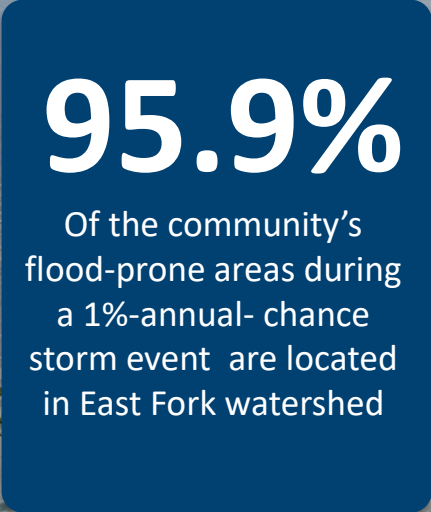 95.9%
Of the community’s
flood-prone areas during
a 1%-annual- chance
storm event  are located
in East Fork watershed